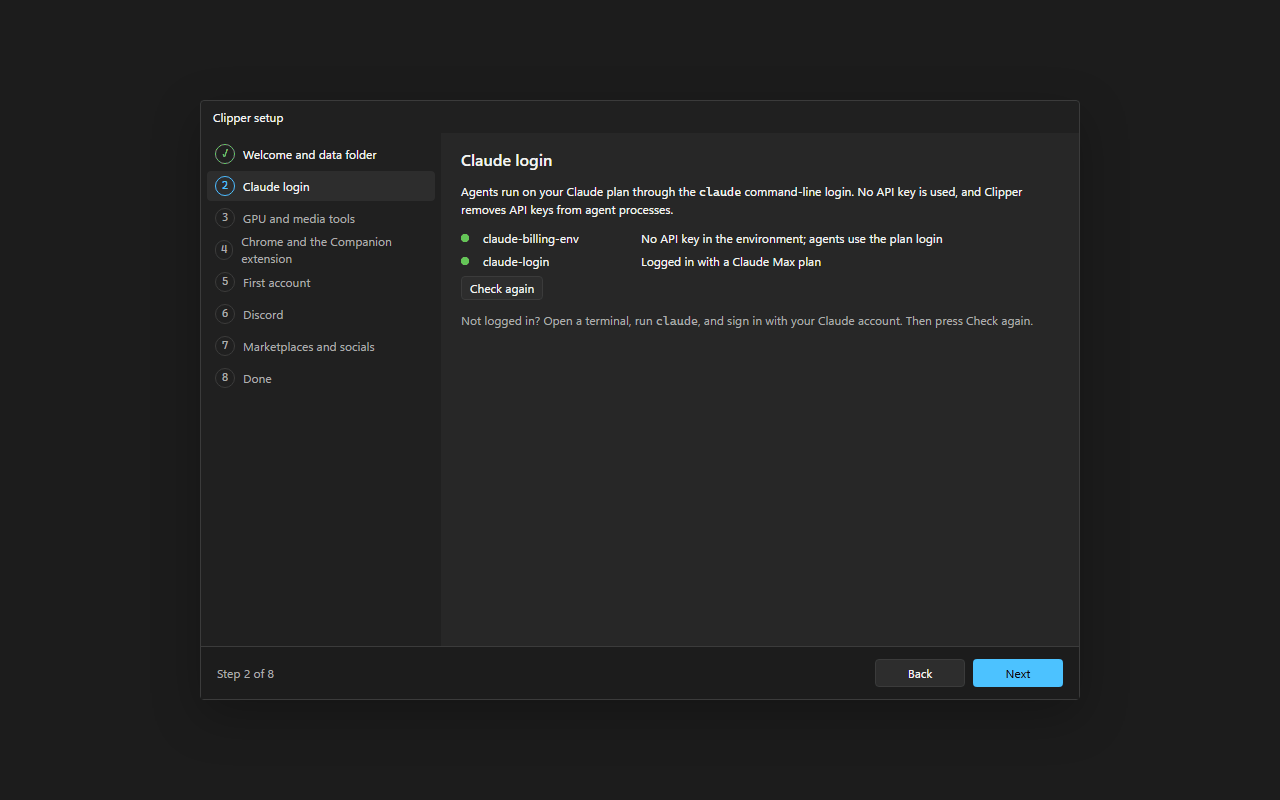 Clipper setup
✓ Welcome and data folder
2 Claude login
3 GPU and media tools
4 Chrome and the Companion
extension
5 First account
6 Discord
7 Marketplaces and socials
8 Done
Claude login
Agents run on your Claude plan through the claude command-line login. No API key is used, and Clipper
removes API keys from agent processes.
claude-billing-env No API key in the environment; agents use the plan login
claude-login Logged in with a Claude Max plan
Check again
Not logged in? Open a terminal, run claude, and sign in with your Claude account. Then press Check again.
Step 2 of 8
Back
Next